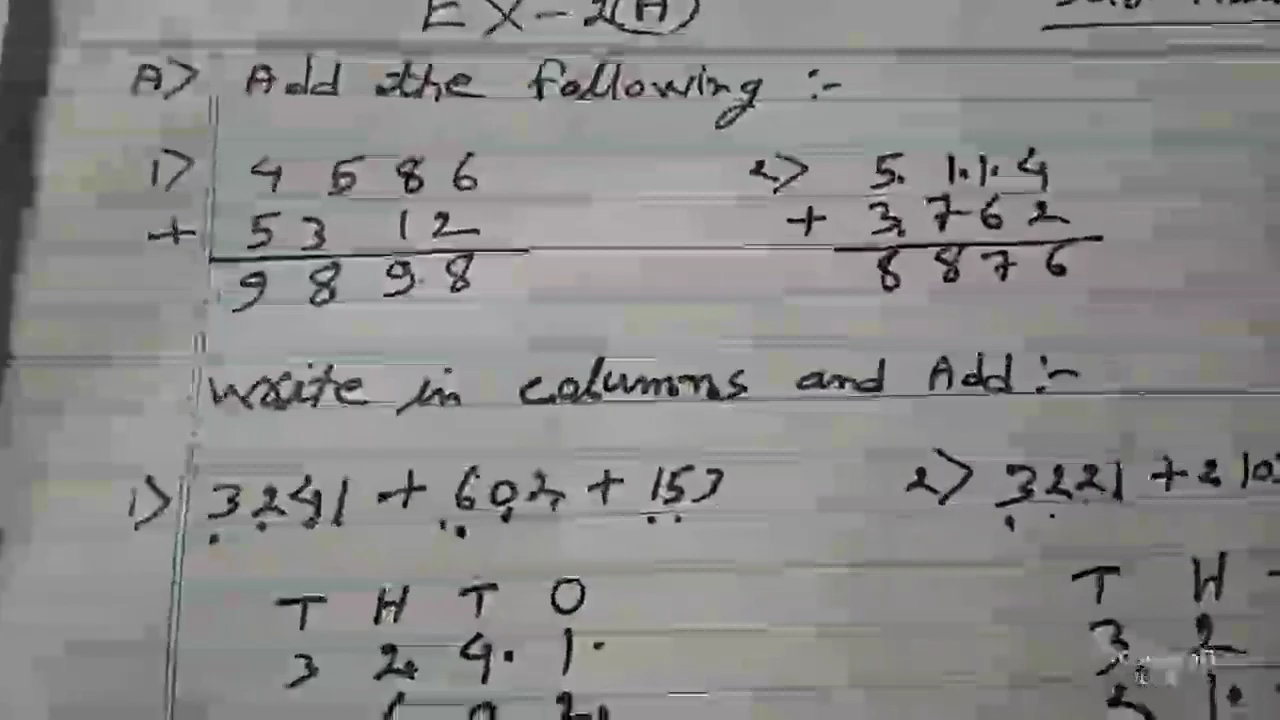 EX-2(A)
A> Add the following :-
1> 4 5 8 6
+ 5 3 1 2
9 8 9 8
2> 5 1 1 4
+ 3 7 6 2
8 8 7 6
write in columns and Add :-
1> 3241 + 602 + 153
2> 3221 +
T H T O
3 2 4 1
T H
3 2